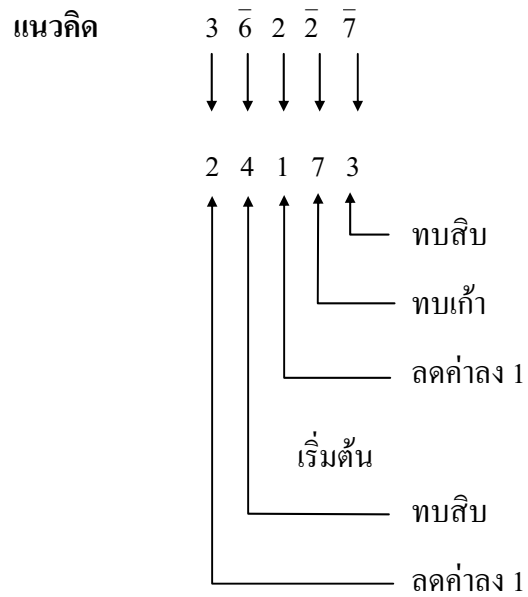 แนวคิด 3 6̅ 2 2̅ 7̅
2 4 1 7 3
ทบสิบ
ทบเก้า
ลดค่าลง 1
เริ่มต้น
ทบสิบ
ลดค่าลง 1